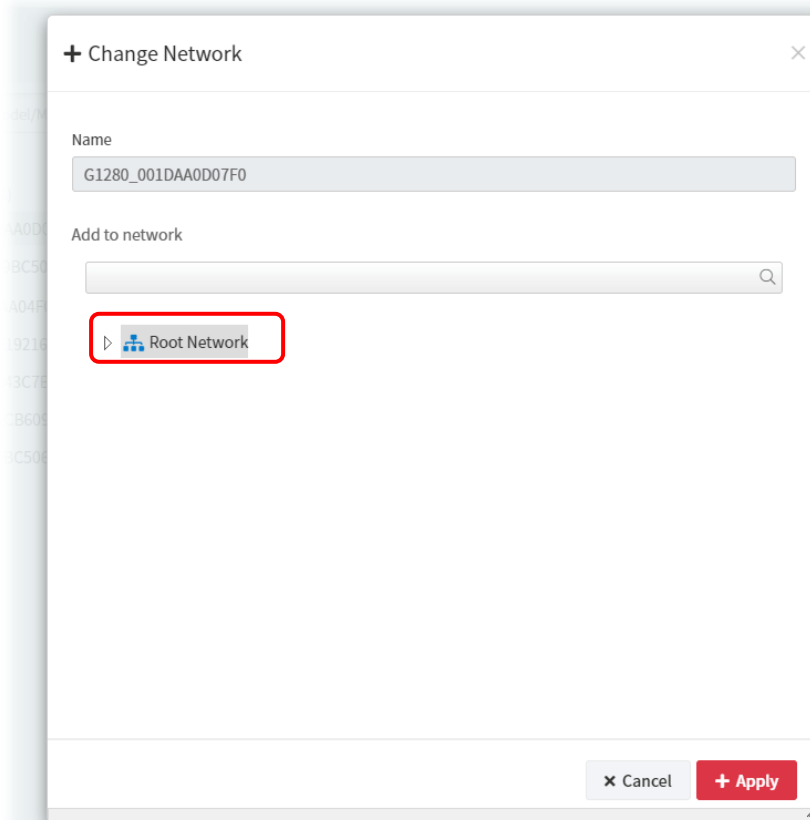 Change Network
Name
G1280_001DAA0D07F0
Add to network
Root Network
Cancel
Apply